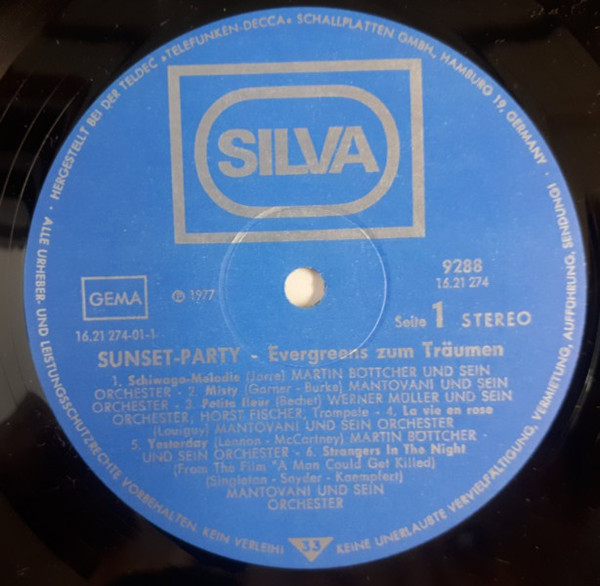 HERGESTELLT BEI DER TELDEC »TELEFUNKEN-DECCA« SCHALLPLATTEN GMBH, HAMBURG 19, GERMANY ·
SILVA
GEMA
℗ 1977
9288
16.21 274
16.21 274-01-1
Seite 1 STEREO
SUNSET-PARTY - Evergreens zum Träumen
1. Schiwago-Melodie (Jarre) MARTIN BÖTTCHER UND SEIN
ORCHESTER - 2. Misty (Garner - Burke) MANTOVANI UND SEIN
ORCHESTER - 3. Petite fleur (Bechet) WERNER MÜLLER UND SEIN
ORCHESTER, HORST FISCHER, Trompete - 4. La vie en rose
(Louiguy) MANTOVANI UND SEIN ORCHESTER
5. Yesterday (Lennon - McCartney) MARTIN BÖTTCHER
UND SEIN ORCHESTER - 6. Strangers In The Night
(From The Film "A Man Could Get Killed)
(Singleton - Snyder - Kaempfert)
MANTOVANI UND SEIN
ORCHESTER
33
· ALLE URHEBER- UND LEISTUNGSSCHUTZRECHTE VORBEHALTEN. KEIN VERLEIH! KEINE UNERLAUBTE VERVIELFÄLTIGUNG, VERMIETUNG, AUFFÜHRUNG, SENDUNG!